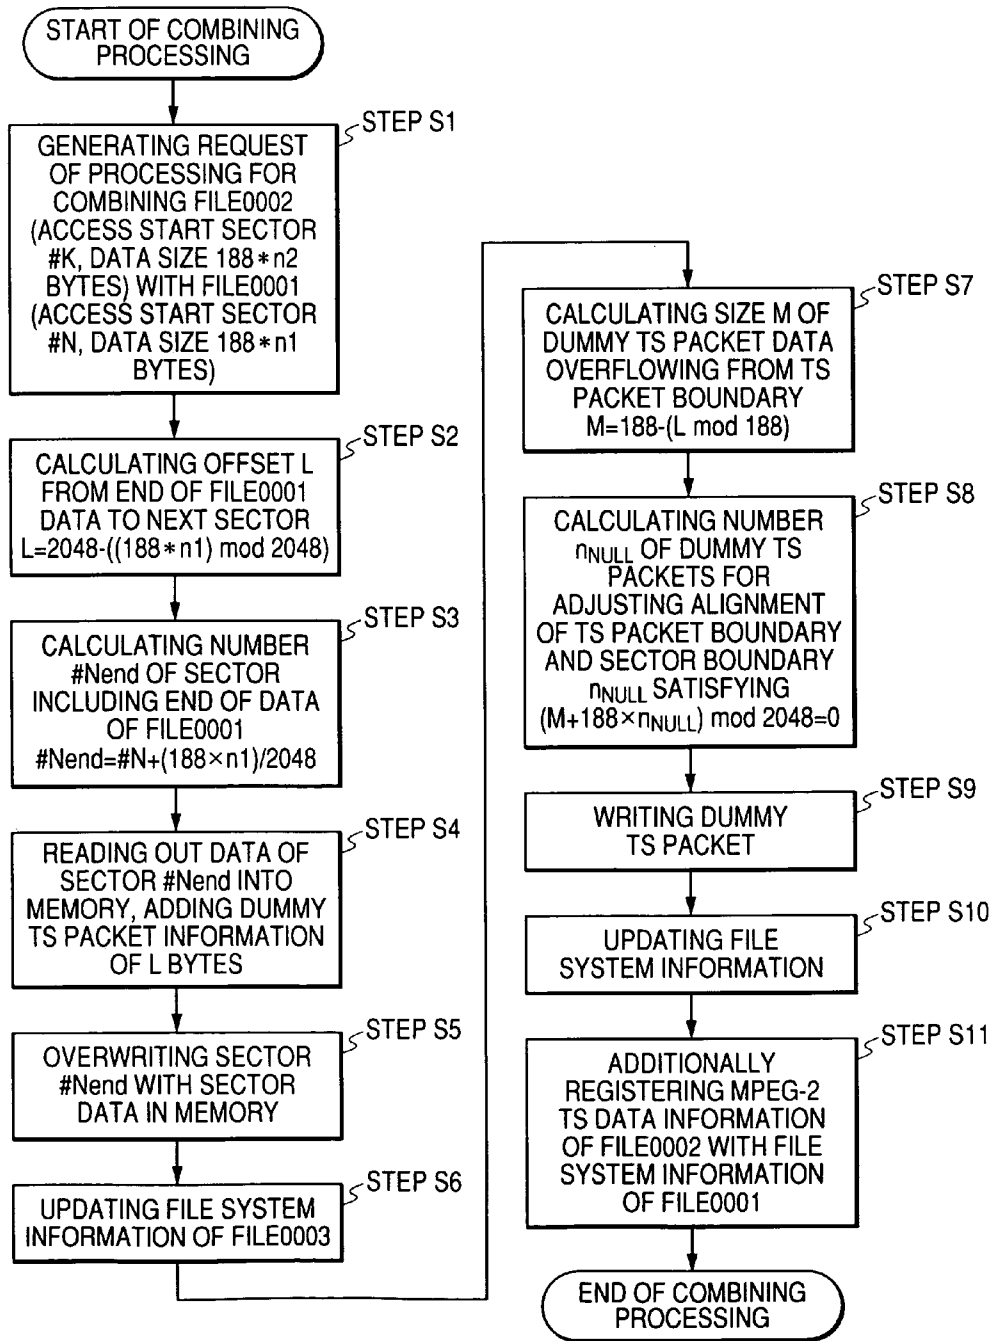 START OF COMBINING
PROCESSING
STEP S1
GENERATING REQUEST
OF PROCESSING FOR
COMBINING FILE0002
(ACCESS START SECTOR
#K, DATA SIZE 188*n2
BYTES) WITH FILE0001
(ACCESS START SECTOR
#N, DATA SIZE 188*n1
BYTES)
STEP S2
CALCULATING OFFSET L
FROM END OF FILE0001
DATA TO NEXT SECTOR
L=2048-((188*n1) mod 2048)
STEP S3
CALCULATING NUMBER
#Nend OF SECTOR
INCLUDING END OF DATA
OF FILE0001
#Nend=#N+(188×n1)/2048
STEP S4
READING OUT DATA OF
SECTOR #Nend INTO
MEMORY, ADDING DUMMY
TS PACKET INFORMATION
OF L BYTES
STEP S5
OVERWRITING SECTOR
#Nend WITH SECTOR
DATA IN MEMORY
STEP S6
UPDATING FILE SYSTEM
INFORMATION OF FILE0003
STEP S7
CALCULATING SIZE M OF
DUMMY TS PACKET DATA
OVERFLOWING FROM TS
PACKET BOUNDARY
M=188-(L mod 188)
STEP S8
CALCULATING NUMBER
nNULL OF DUMMY TS
PACKETS FOR
ADJUSTING ALIGNMENT
OF TS PACKET BOUNDARY
AND SECTOR BOUNDARY
nNULL SATISFYING
(M+188×nNULL) mod 2048=0
STEP S9
WRITING DUMMY
TS PACKET
STEP S10
UPDATING FILE
SYSTEM INFORMATION
STEP S11
ADDITIONALLY
REGISTERING MPEG-2
TS DATA INFORMATION
OF FILE0002 WITH FILE
SYSTEM INFORMATION
OF FILE0001
END OF COMBINING
PROCESSING